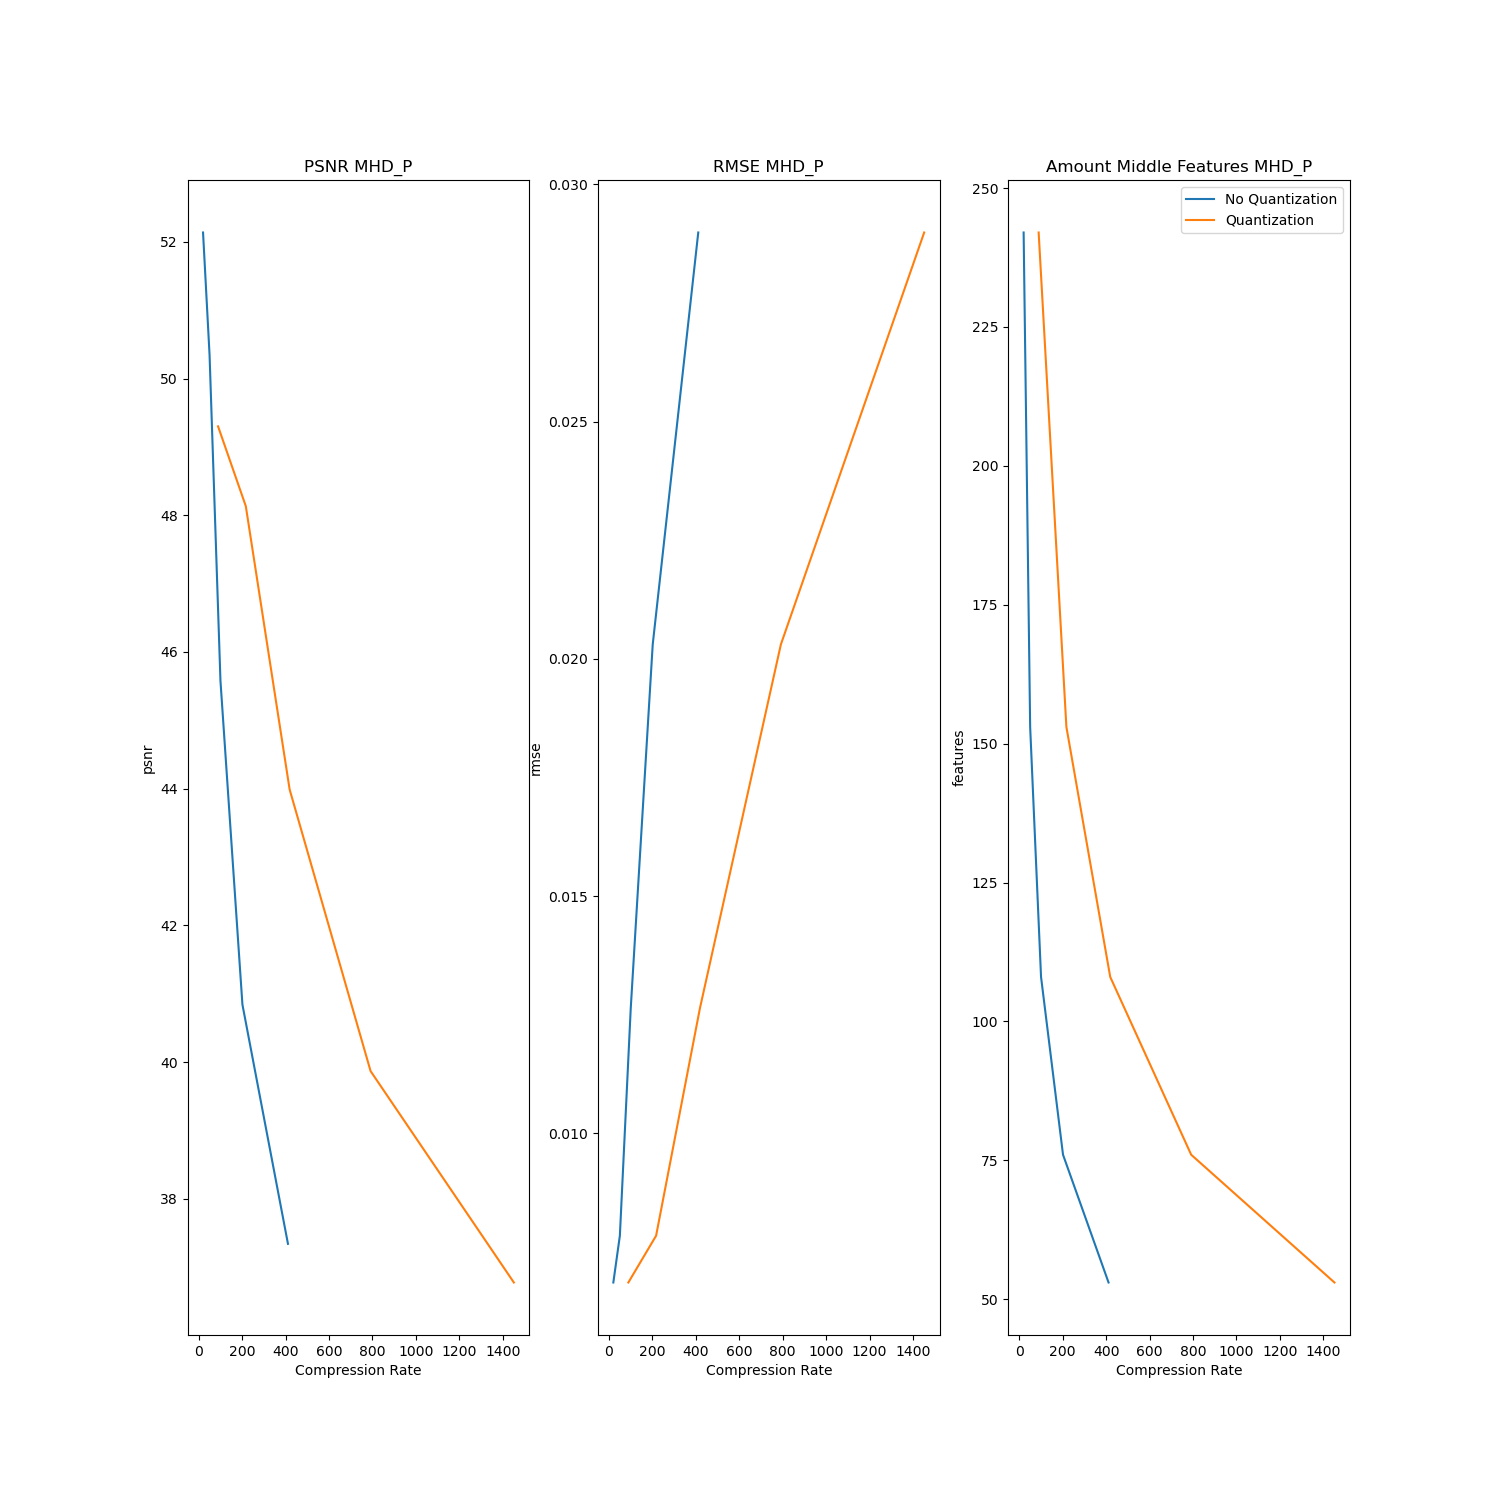 PSNR MHD_P
52
50
48
46
44
42
40
38
psnr
0 200 400 600 800 1000 1200 1400
Compression Rate
RMSE MHD_P
0.030
0.025
0.020
0.015
0.010
rmse
0 200 400 600 800 1000 1200 1400
Compression Rate
Amount Middle Features MHD_P
No Quantization
Quantization
250
225
200
175
150
125
100
75
50
features
0 200 400 600 800 1000 1200 1400
Compression Rate